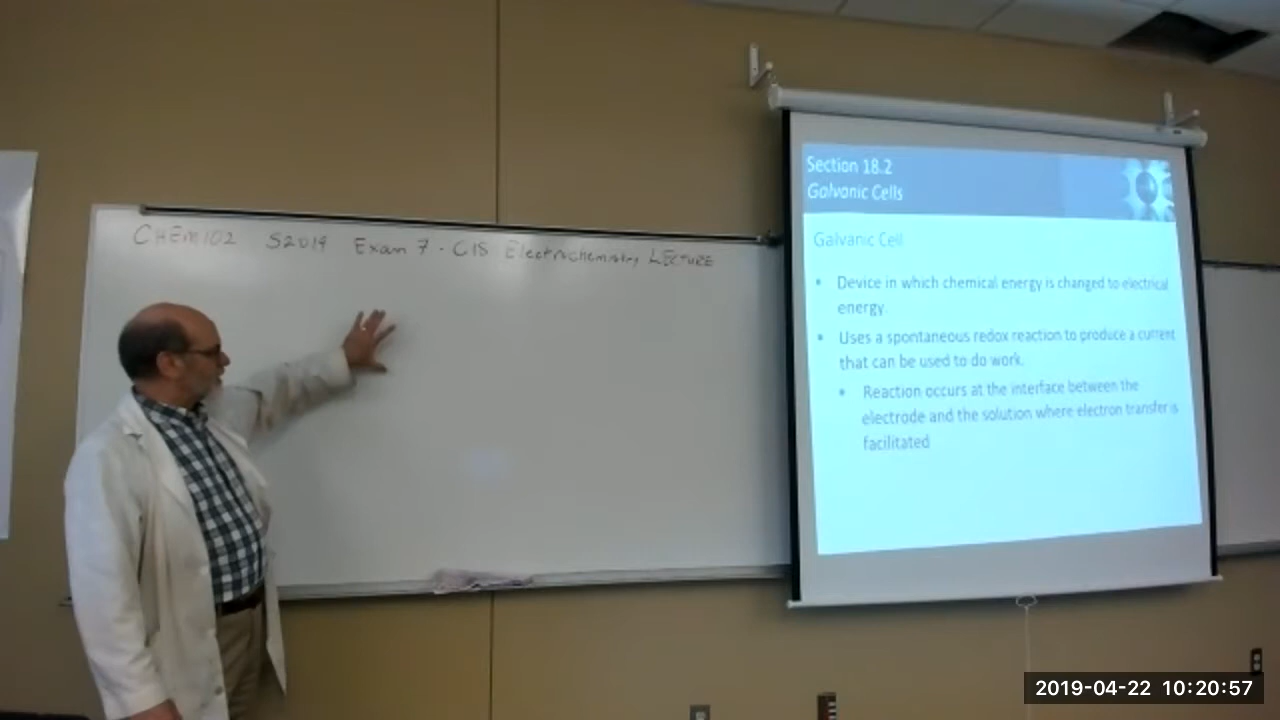 CHEM102 S2019 Exam 7 - C18 Electrochemistry LECTURE
Section 18.2
Galvanic Cells
Galvanic Cell
• Device in which chemical energy is changed to electrical
energy.
• Uses a spontaneous redox reaction to produce a current
that can be used to do work.
• Reaction occurs at the interface between the
electrode and the solution where electron transfer is
facilitated
2019-04-22 10:20:57